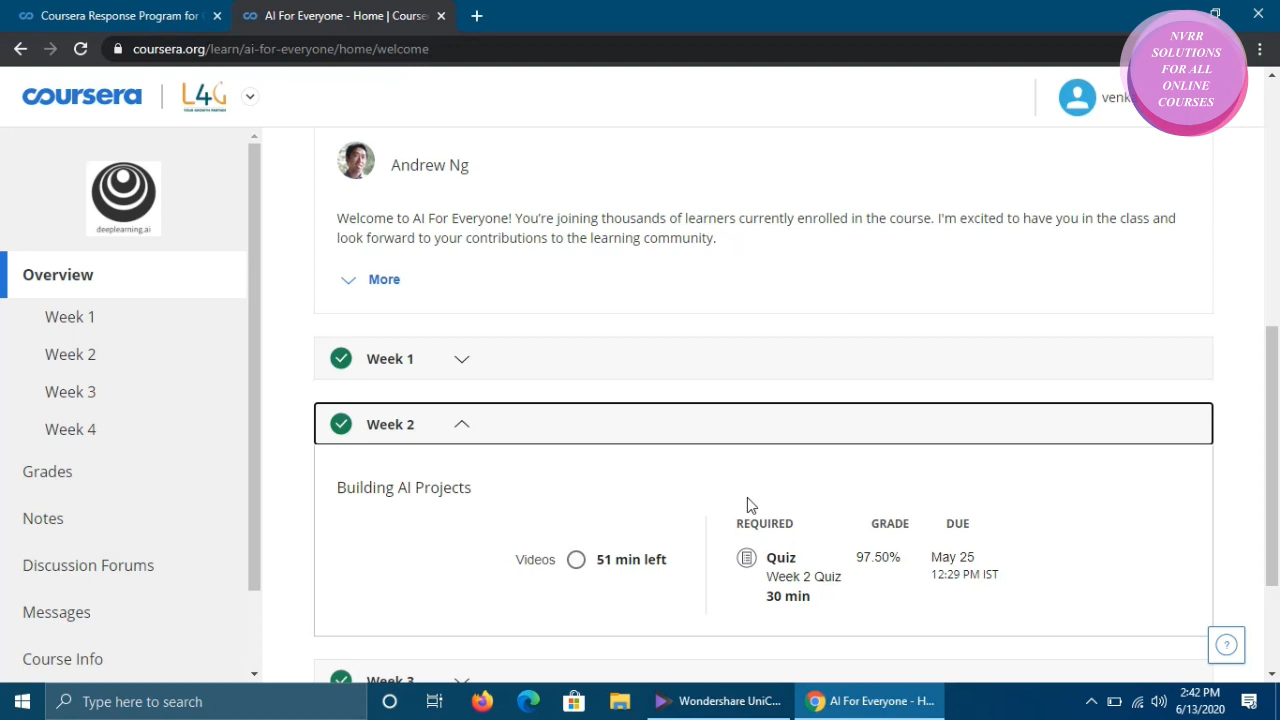 Coursera Response Program for
AI For Everyone - Home | Course
coursera.org/learn/ai-for-everyone/home/welcome
NVRR
SOLUTIONS
FOR ALL
ONLINE
COURSES
coursera
L4G
YOUR GROWTH PARTNER
venka
deeplearning.ai
Overview
Week 1
Week 2
Week 3
Week 4
Grades
Notes
Discussion Forums
Messages
Course Info
Andrew Ng
Welcome to AI For Everyone! You're joining thousands of learners currently enrolled in the course. I'm excited to have you in the class and
look forward to your contributions to the learning community.
More
Week 1
Week 2
Building AI Projects
Videos 51 min left
REQUIRED GRADE DUE
Quiz 97.50% May 25
Week 2 Quiz 12:29 PM IST
30 min
Week 3
?
Type here to search
Wondershare UniC...
AI For Everyone - H...
2:42 PM
6/13/2020